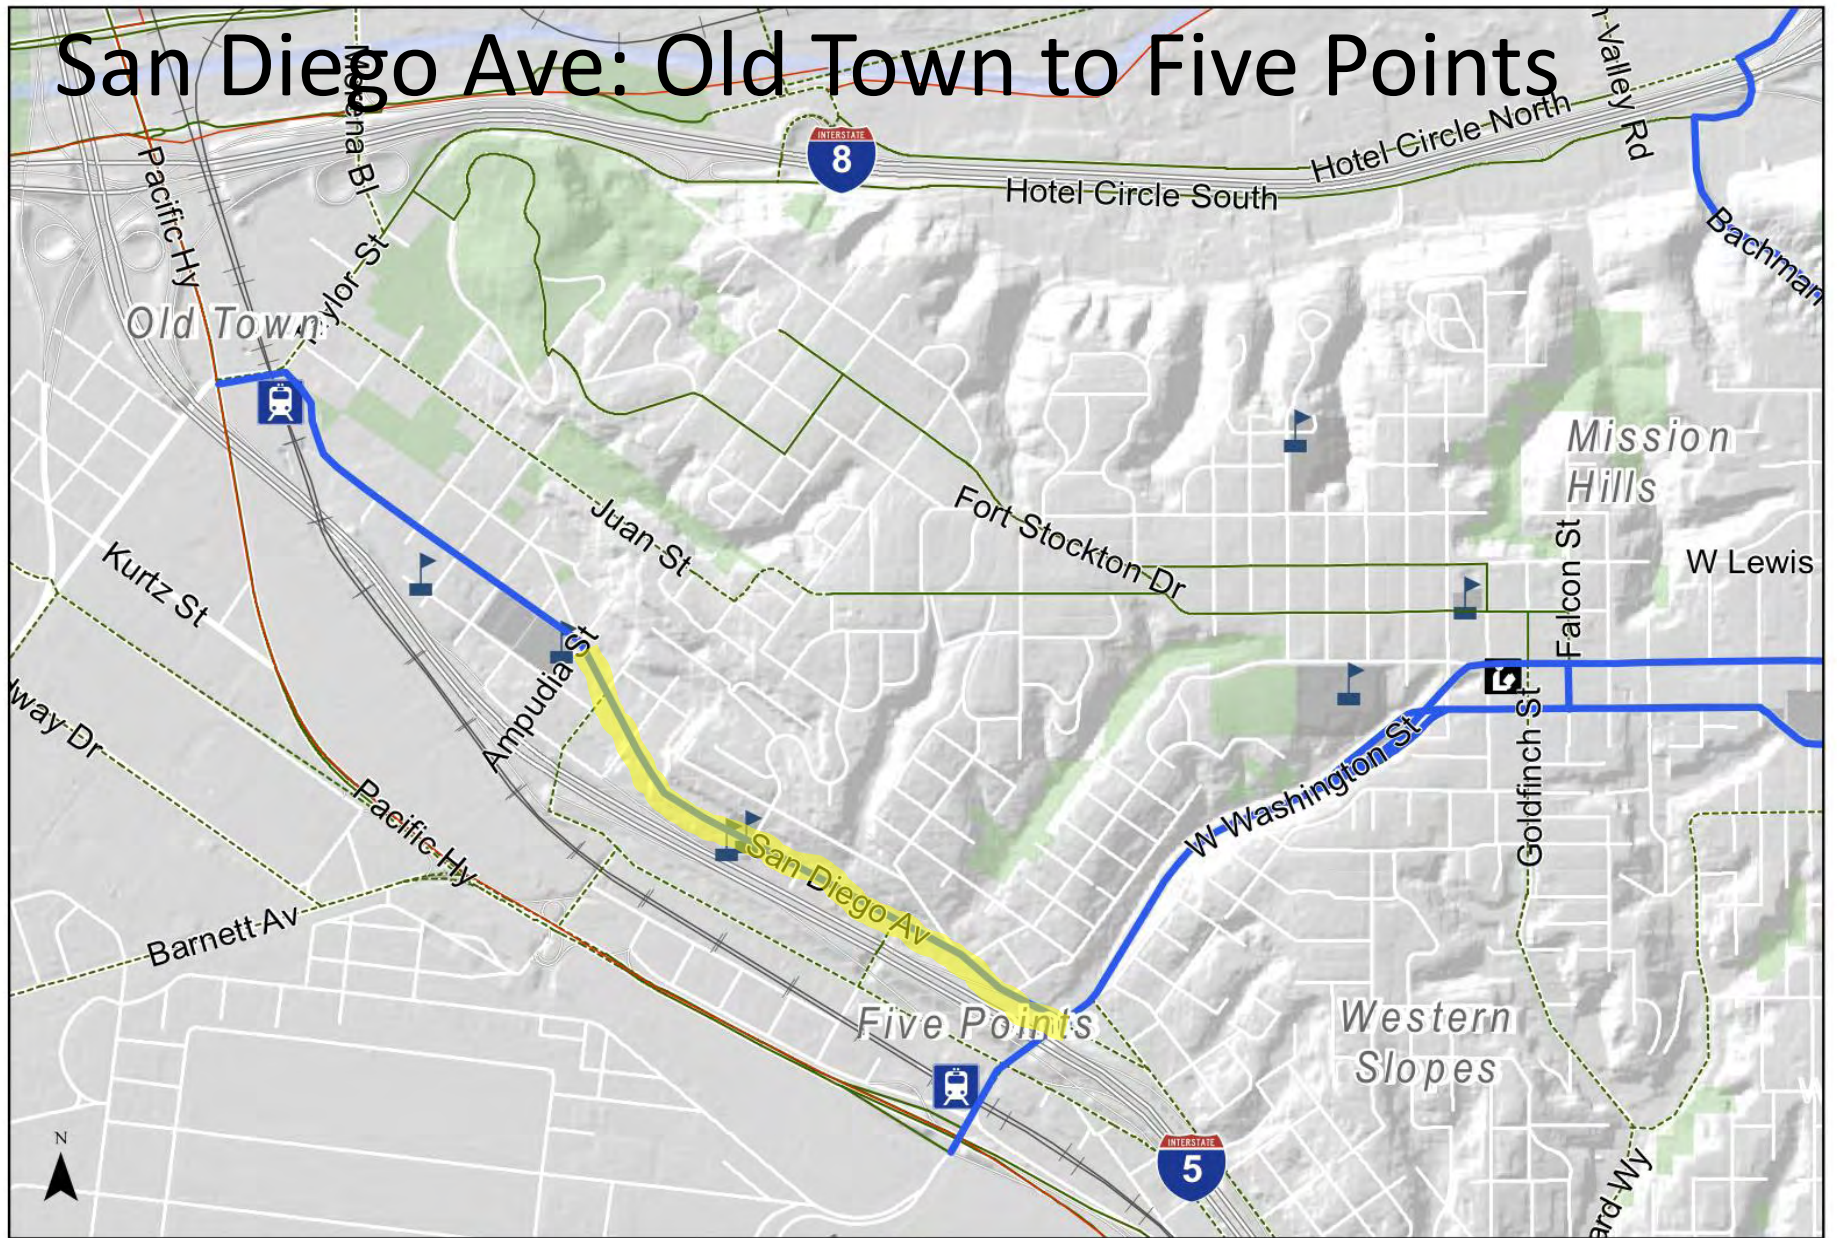 San Diego Ave: Old Town to Five Points
Morena Bl
Valley Rd
INTERSTATE
8
Hotel Circle North
Hotel Circle South
Pacific Hy
Taylor St
Bachman
Old Town
Mission
Hills
Juan St
Fort Stockton Dr
Falcon St
W Lewis
Kurtz St
Ampudia St
Goldfinch St
W Washington St
Pacific Hy
San Diego Av
Barnett Av
Five Points
Western
Slopes
INTERSTATE
5
N